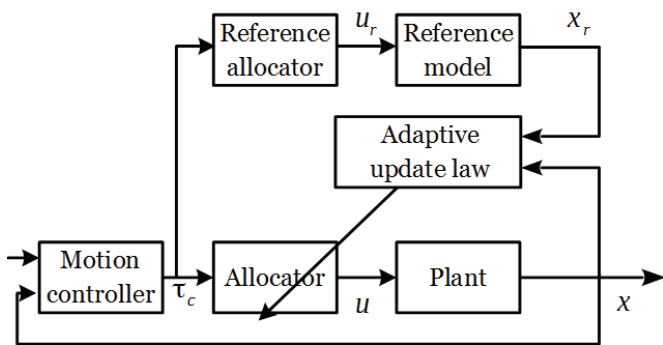 Reference
allocator
u_r
Reference
model
x_r
Adaptive
update law
Motion
controller
τ_c
Allocator
u
Plant
x